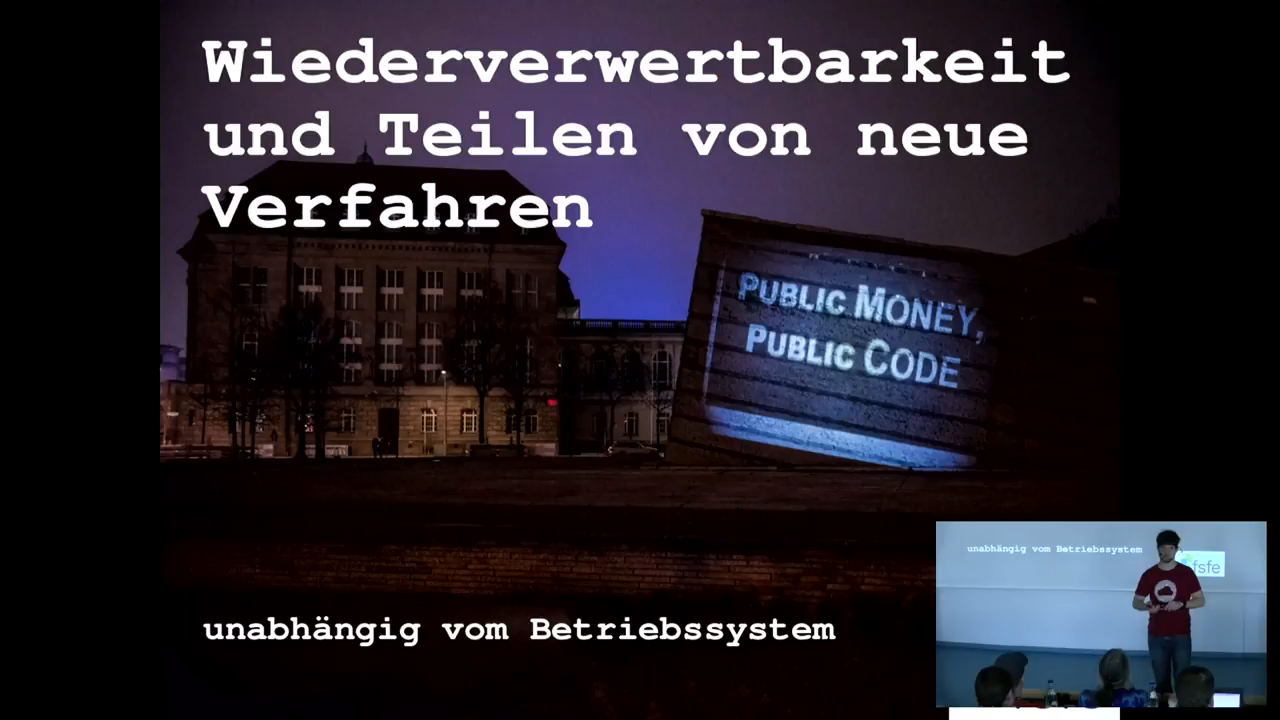 Wiederverwertbarkeit
und Teilen von neue
Verfahren
PUBLIC MONEY,
PUBLIC CODE
unabhängig vom Betriebssystem
unabhängig vom Betriebssystem
fsfe